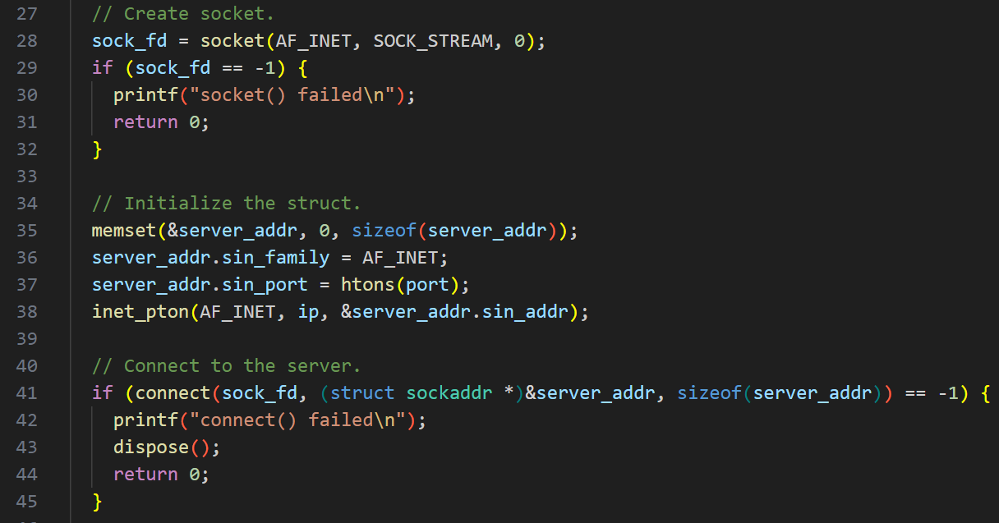 27 // Create socket.
28 sock_fd = socket(AF_INET, SOCK_STREAM, 0);
29 if (sock_fd == -1) {
30 printf("socket() failed\n");
31 return 0;
32 }
33
34 // Initialize the struct.
35 memset(&server_addr, 0, sizeof(server_addr));
36 server_addr.sin_family = AF_INET;
37 server_addr.sin_port = htons(port);
38 inet_pton(AF_INET, ip, &server_addr.sin_addr);
39
40 // Connect to the server.
41 if (connect(sock_fd, (struct sockaddr *)&server_addr, sizeof(server_addr)) == -1) {
42 printf("connect() failed\n");
43 dispose();
44 return 0;
45 }